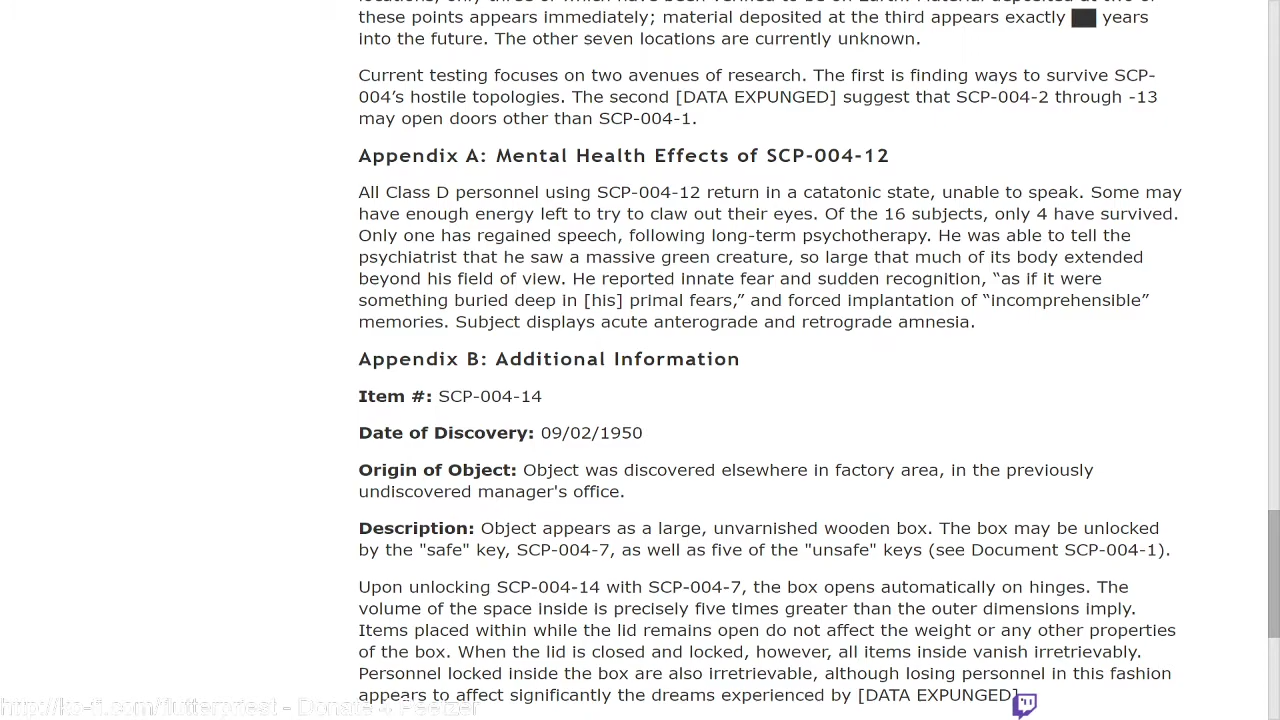 these points appears immediately; material deposited at the third appears exactly ██ years
into the future. The other seven locations are currently unknown.
Current testing focuses on two avenues of research. The first is finding ways to survive SCP-
004’s hostile topologies. The second [DATA EXPUNGED] suggest that SCP-004-2 through -13
may open doors other than SCP-004-1.
Appendix A: Mental Health Effects of SCP-004-12
All Class D personnel using SCP-004-12 return in a catatonic state, unable to speak. Some may
have enough energy left to try to claw out their eyes. Of the 16 subjects, only 4 have survived.
Only one has regained speech, following long-term psychotherapy. He was able to tell the
psychiatrist that he saw a massive green creature, so large that much of its body extended
beyond his field of view. He reported innate fear and sudden recognition, “as if it were
something buried deep in [his] primal fears,” and forced implantation of “incomprehensible”
memories. Subject displays acute anterograde and retrograde amnesia.
Appendix B: Additional Information
Item #: SCP-004-14
Date of Discovery: 09/02/1950
Origin of Object: Object was discovered elsewhere in factory area, in the previously
undiscovered manager's office.
Description: Object appears as a large, unvarnished wooden box. The box may be unlocked
by the "safe" key, SCP-004-7, as well as five of the "unsafe" keys (see Document SCP-004-1).
Upon unlocking SCP-004-14 with SCP-004-7, the box opens automatically on hinges. The
volume of the space inside is precisely five times greater than the outer dimensions imply.
Items placed within while the lid remains open do not affect the weight or any other properties
of the box. When the lid is closed and locked, however, all items inside vanish irretrievably.
Personnel locked inside the box are also irretrievable, although losing personnel in this fashion
appears to affect significantly the dreams experienced by [DATA EXPUNGED]